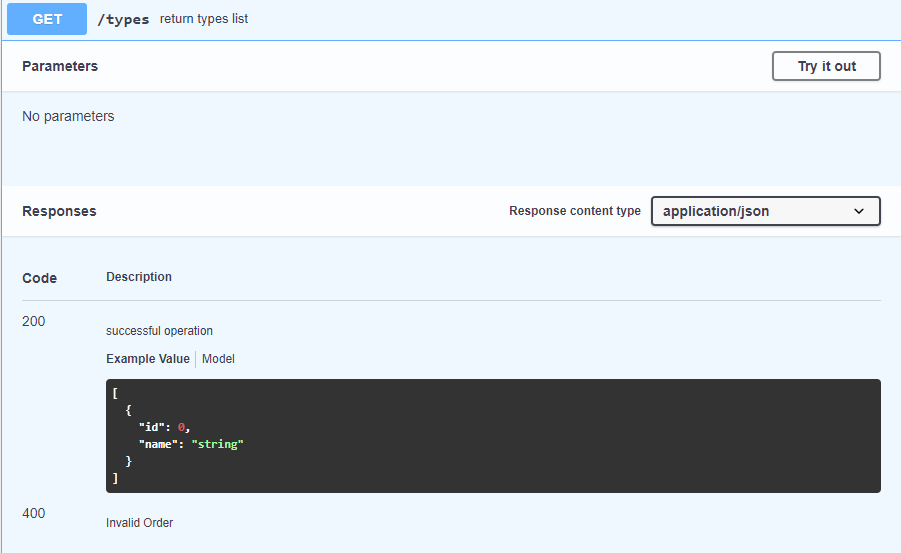 GET /types return types list
Parameters Try it out
No parameters
Responses Response content type application/json
Code Description
200
successful operation
Example Value Model
[
  {
    "id": 0,
    "name": "string"
  }
]
400
Invalid Order